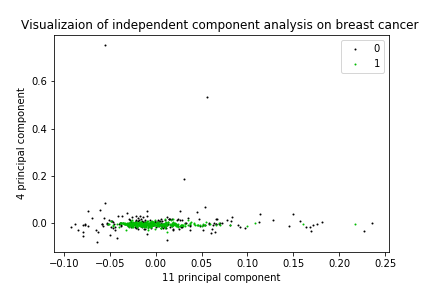 Visualizaion of independent component analysis on breast cancer
0
1
4 principal component
0.6
0.4
0.2
0.0
−0.10 −0.05 0.00 0.05 0.10 0.15 0.20 0.25
11 principal component